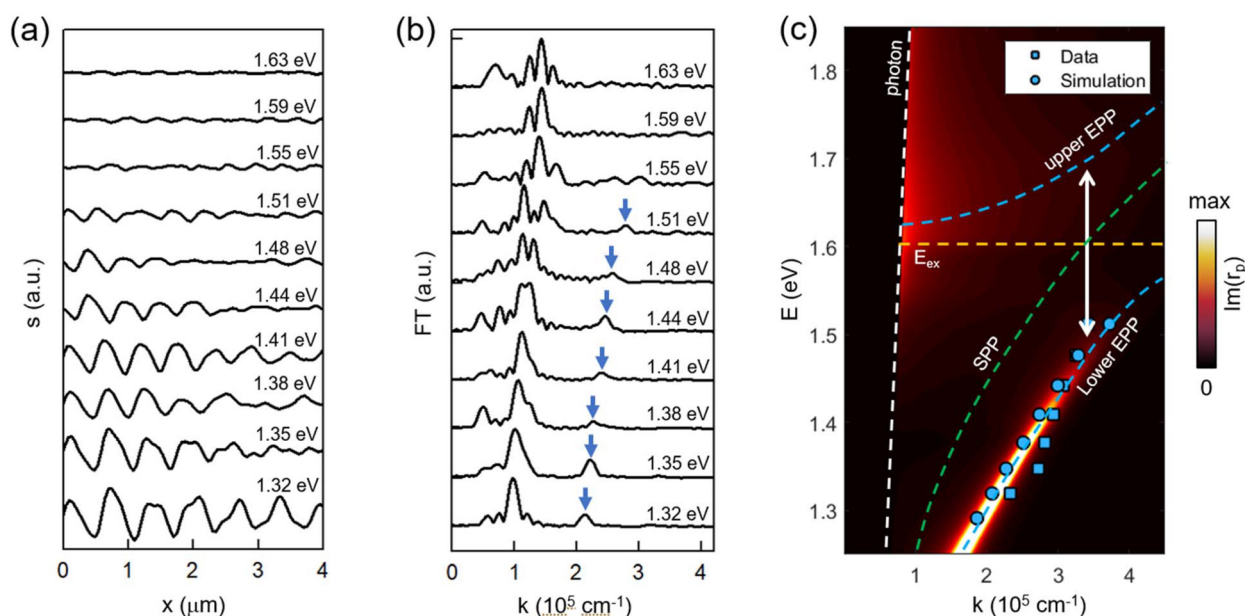 (a)
1.63 eV
1.59 eV
1.55 eV
1.51 eV
1.48 eV
1.44 eV
1.41 eV
1.38 eV
1.35 eV
1.32 eV
s (a.u.)
0 1 2 3 4
x (μm)
(b)
1.63 eV
1.59 eV
1.55 eV
1.51 eV
1.48 eV
1.44 eV
1.41 eV
1.38 eV
1.35 eV
1.32 eV
FT (a.u.)
0 1 2 3 4
k (10⁵ cm⁻¹)
(c)
Data
Simulation
photon
upper EPP
E_ex
SPP
Lower EPP
1.8
1.7
1.6
1.5
1.4
1.3
E (eV)
1 2 3 4
k (10⁵ cm⁻¹)
max
Im(r_p)
0